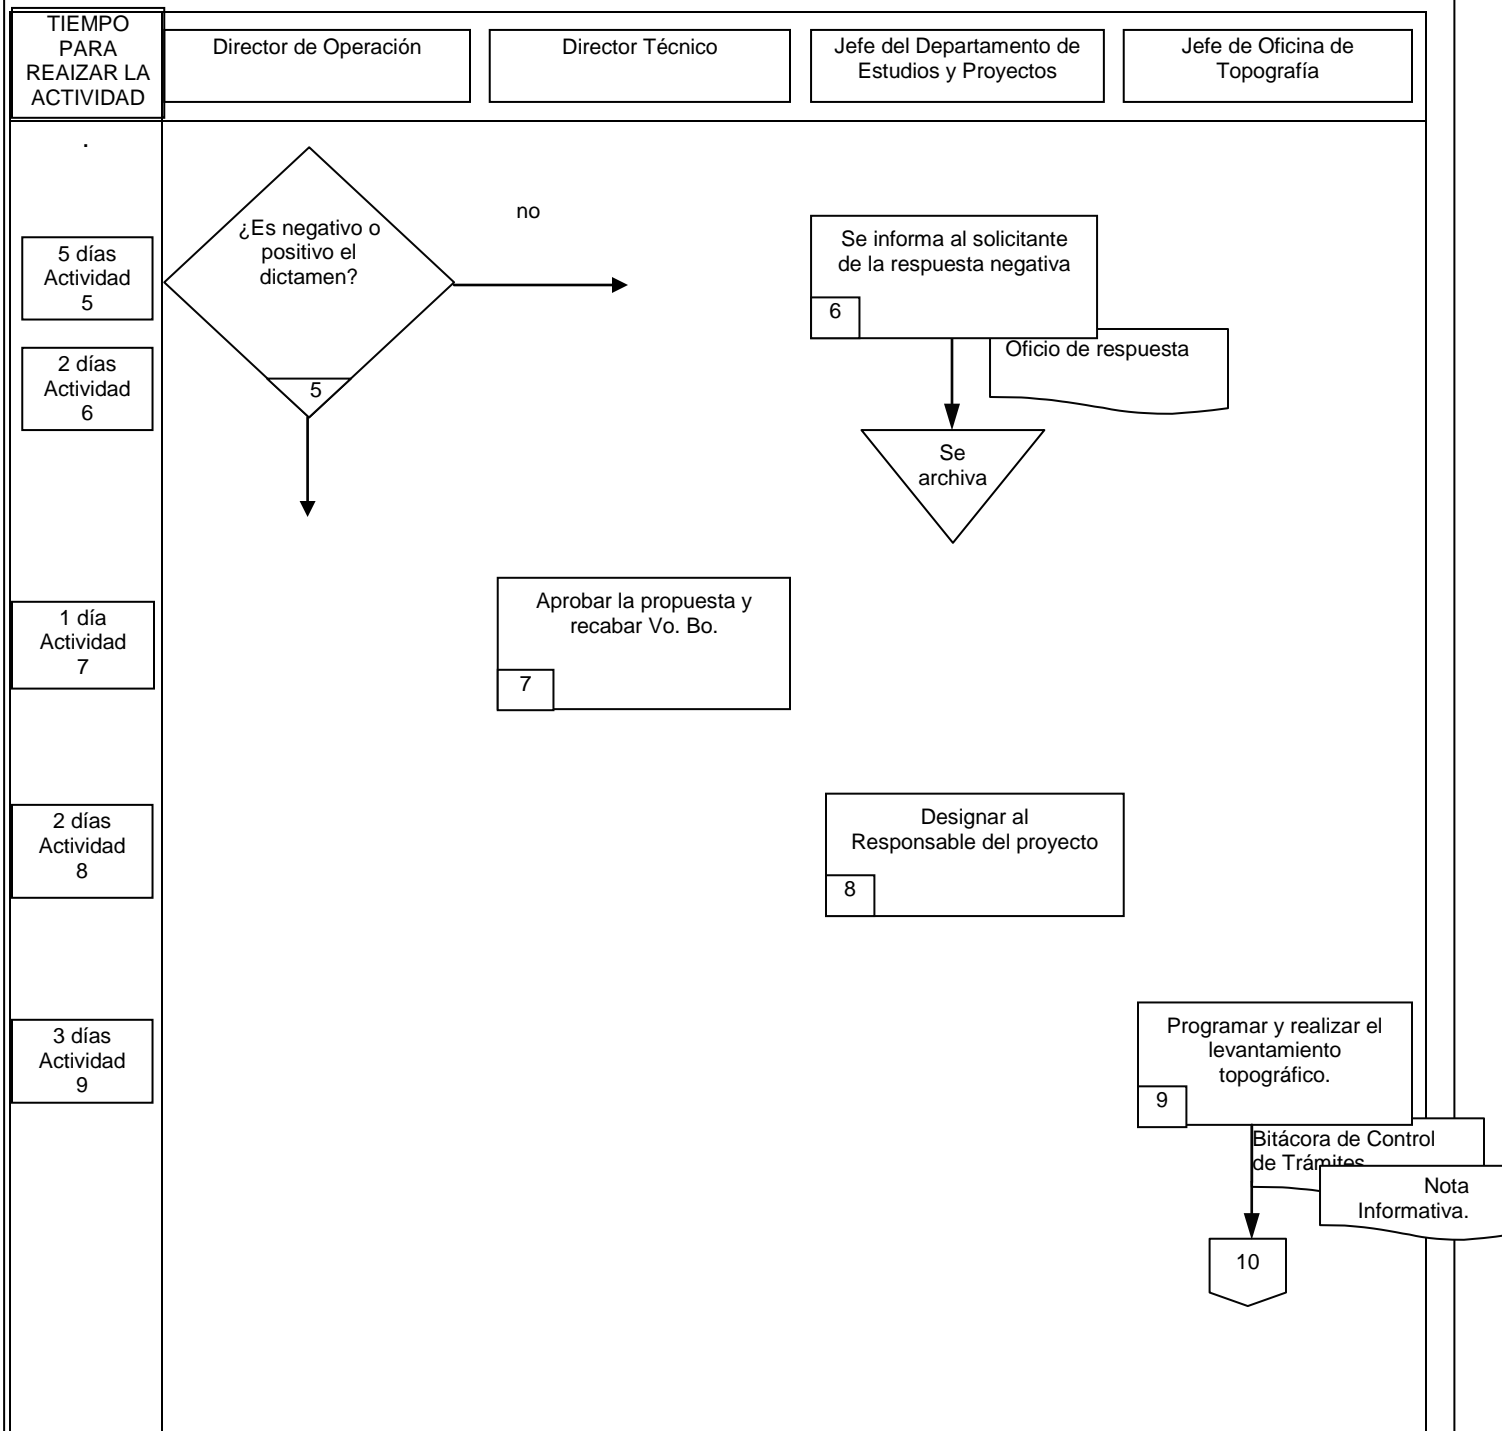 TIEMPO
PARA
REAIZAR LA
ACTIVIDAD
Director de Operación
Director Técnico
Jefe del Departamento de
Estudios y Proyectos
Jefe de Oficina de
Topografía
.
¿Es negativo o
positivo el
dictamen?
5
no
5 días
Actividad
5
Se informa al solicitante
de la respuesta negativa
6
Oficio de respuesta
2 días
Actividad
6
Se
archiva
1 día
Actividad
7
Aprobar la propuesta y
recabar Vo. Bo.
7
2 días
Actividad
8
Designar al
Responsable del proyecto
8
3 días
Actividad
9
Programar y realizar el
levantamiento
topográfico.
9
Bitácora de Control
de Trámites
Nota
Informativa.
10